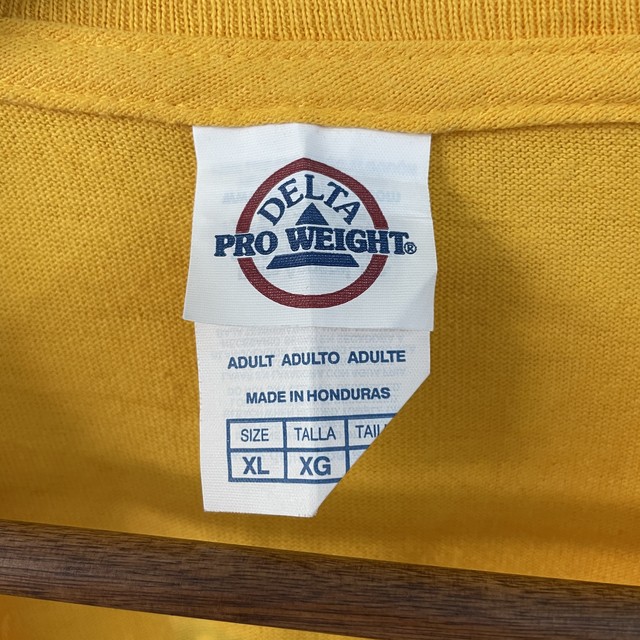 DELTA
PRO WEIGHT®
ADULT ADULTO ADULTE
MADE IN HONDURAS
SIZE TALLA
XL XG